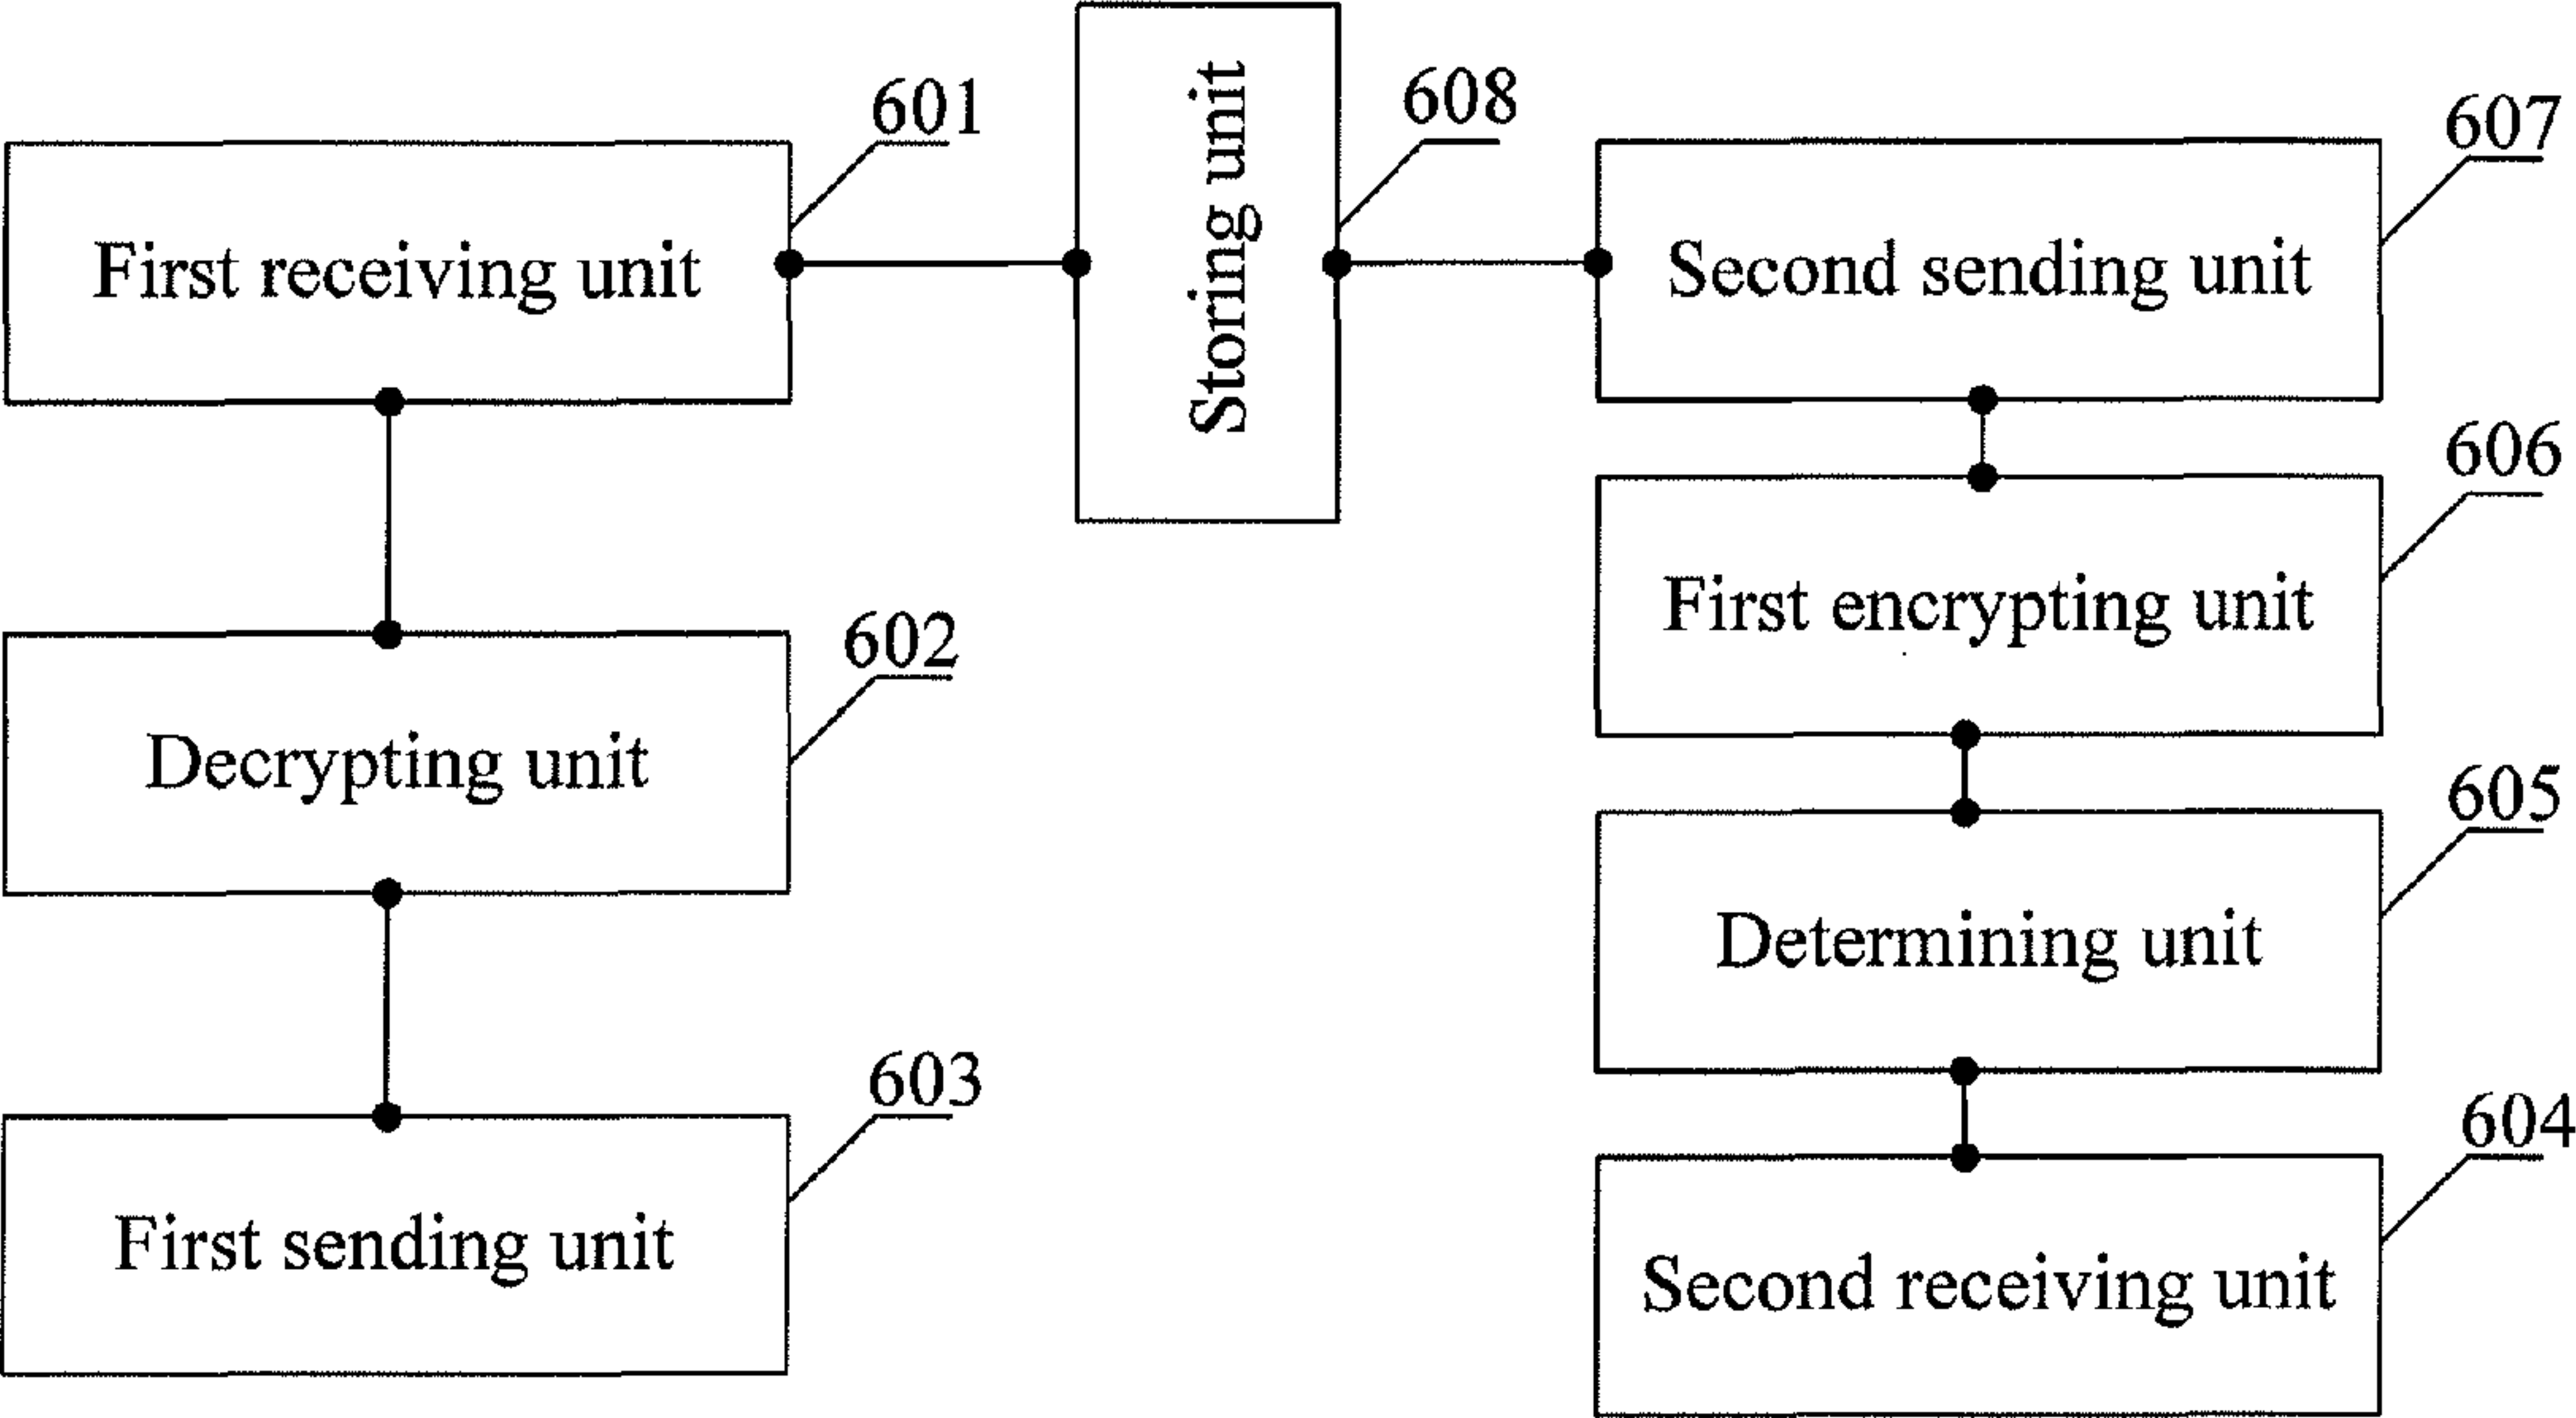 601
First receiving unit
602
Decrypting unit
603
First sending unit
608
Storing unit
607
Second sending unit
606
First encrypting unit
605
Determining unit
604
Second receiving unit